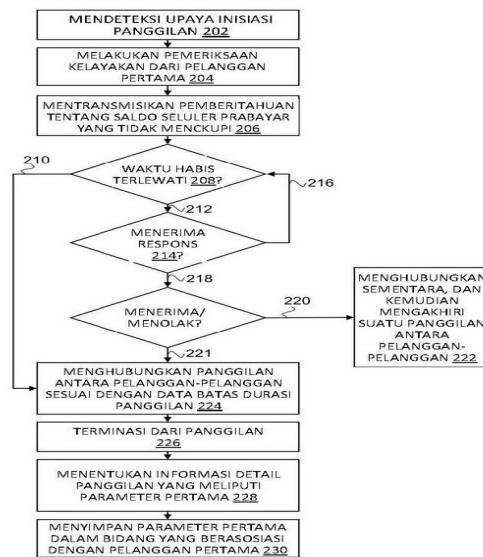 MENDETEKSI UPAYA INISIASI
PANGGILAN 202
MELAKUKAN PEMERIKSAAN
KELAYAKAN DARI PELANGGAN
PERTAMA 204
MENTRANSMISIKAN PEMBERITAHUAN
TENTANG SALDO SELULER PRABAYAR
YANG TIDAK MENCKUPI 206
210
WAKTU HABIS
TERLEWATI 208?
216
212
MENERIMA
RESPONS
214?
218
MENERIMA/
MENOLAK?
220
MENGHUBUNGKAN
SEMENTARA, DAN
KEMUDIAN
MENGAKHIRI
SUATU PANGGILAN
ANTARA
PELANGGAN-
PELANGGAN 222
221
MENGHUBUNGKAN PANGGILAN
ANTARA PELANGGAN-PELANGGAN
SESUAI DENGAN DATA BATAS DURASI
PANGGILAN 224
TERMINASI DARI PANGGILAN
226
MENENTUKAN INFORMASI DETAIL
PANGGILAN YANG MELIPUTI
PARAMETER PERTAMA 228
MENYIMPAN PARAMETER PERTAMA
DALAM BIDANG YANG BERASOSIASI
DENGAN PELANGGAN PERTAMA 230